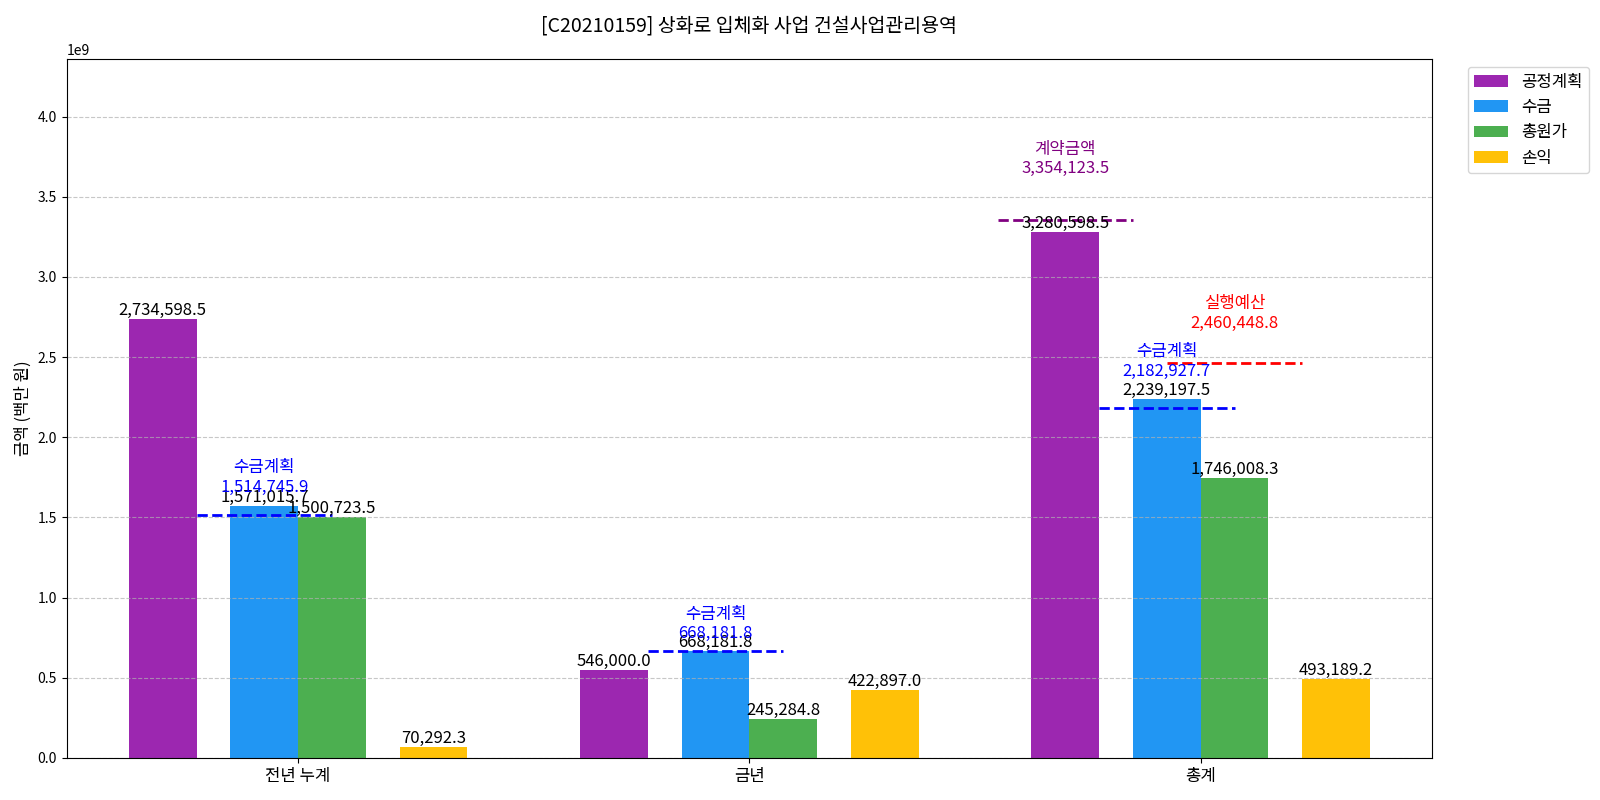 [C20210159] 상화로 입체화 사업 건설사업관리용역
1e9
금액 (백만 원)
4.0
3.5
3.0
2.5
2.0
1.5
1.0
0.5
0.0
2,734,598.5
수금계획
1,514,745.9
1,571,015.7
1,500,723.5
70,292.3
546,000.0
수금계획
668,181.8
668,181.8
245,284.8
422,897.0
계약금액
3,354,123.5
3,280,598.5
수금계획
2,182,927.7
2,239,197.5
실행예산
2,460,448.8
1,746,008.3
493,189.2
전년 누계
금년
총계
공정계획
수금
총원가
손익